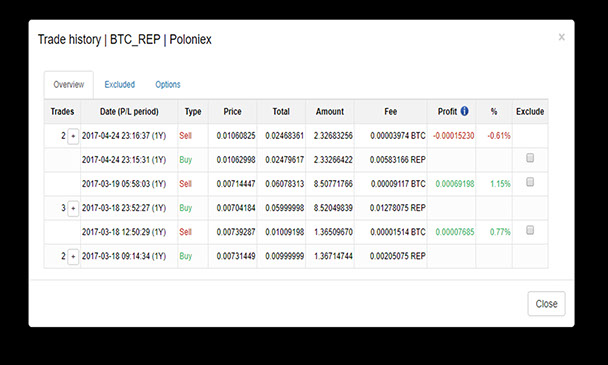 Trade history | BTC_REP | Poloniex ×
Overview Excluded Options
Trades Date (P/L period) Type Price Total Amount Fee Profit i % Exclude
2 + 2017-04-24 23:16:37 (1Y) Sell 0.01060825 0.02468361 2.32683256 0.00003974 BTC -0.00015230 -0.61%
2017-04-24 23:15:31 (1Y) Buy 0.01062998 0.02479617 2.33266422 0.00583166 REP
2017-03-19 05:58:03 (1Y) Sell 0.00714447 0.06078313 8.50771766 0.00009117 BTC 0.00069198 1.15%
3 + 2017-03-18 23:52:27 (1Y) Buy 0.00704184 0.05999998 8.52049839 0.01278075 REP
2017-03-18 12:50:29 (1Y) Sell 0.00739287 0.01009198 1.36509670 0.00001514 BTC 0.00007685 0.77%
2 + 2017-03-18 09:14:34 (1Y) Buy 0.00731449 0.00999999 1.36714744 0.00205075 REP
Close